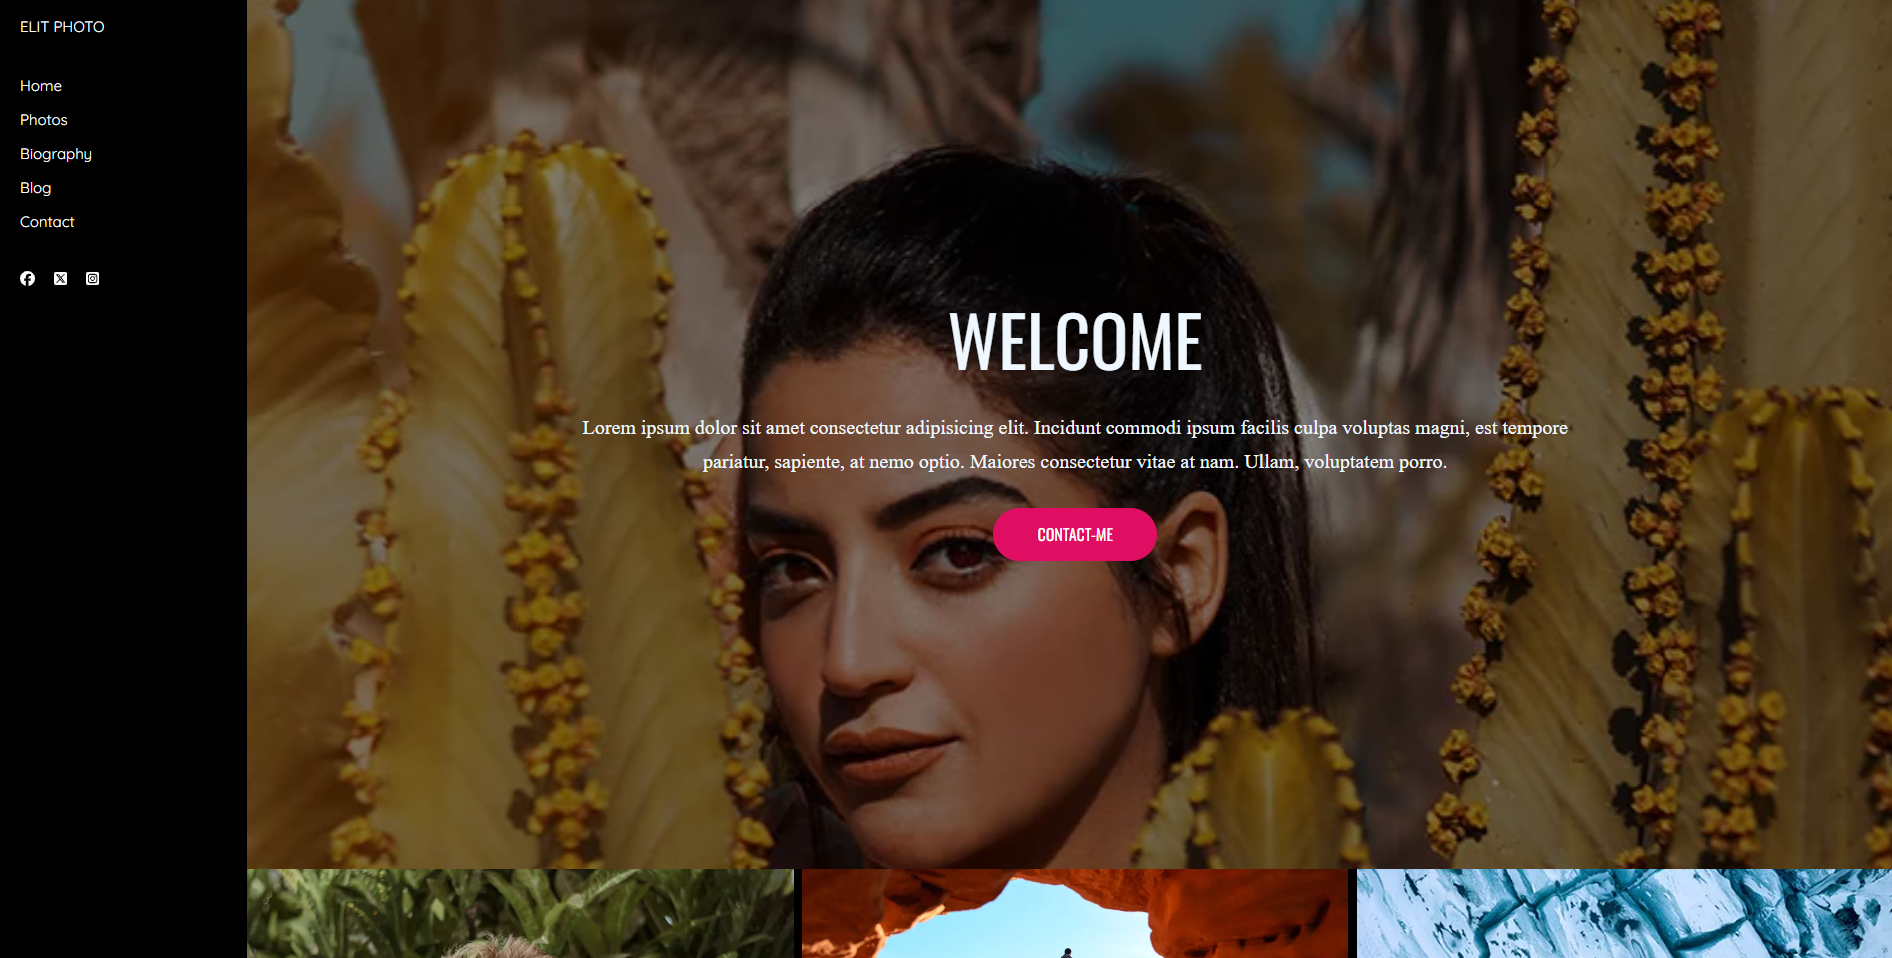 ELIT PHOTO
Home
Photos
Biography
Blog
Contact
WELCOME
Lorem ipsum dolor sit amet consectetur adipisicing elit. Incidunt commodi ipsum facilis culpa voluptas magni, est tempore
pariatur, sapiente, at nemo optio. Maiores consectetur vitae at nam. Ullam, voluptatem porro.
CONTACT-ME